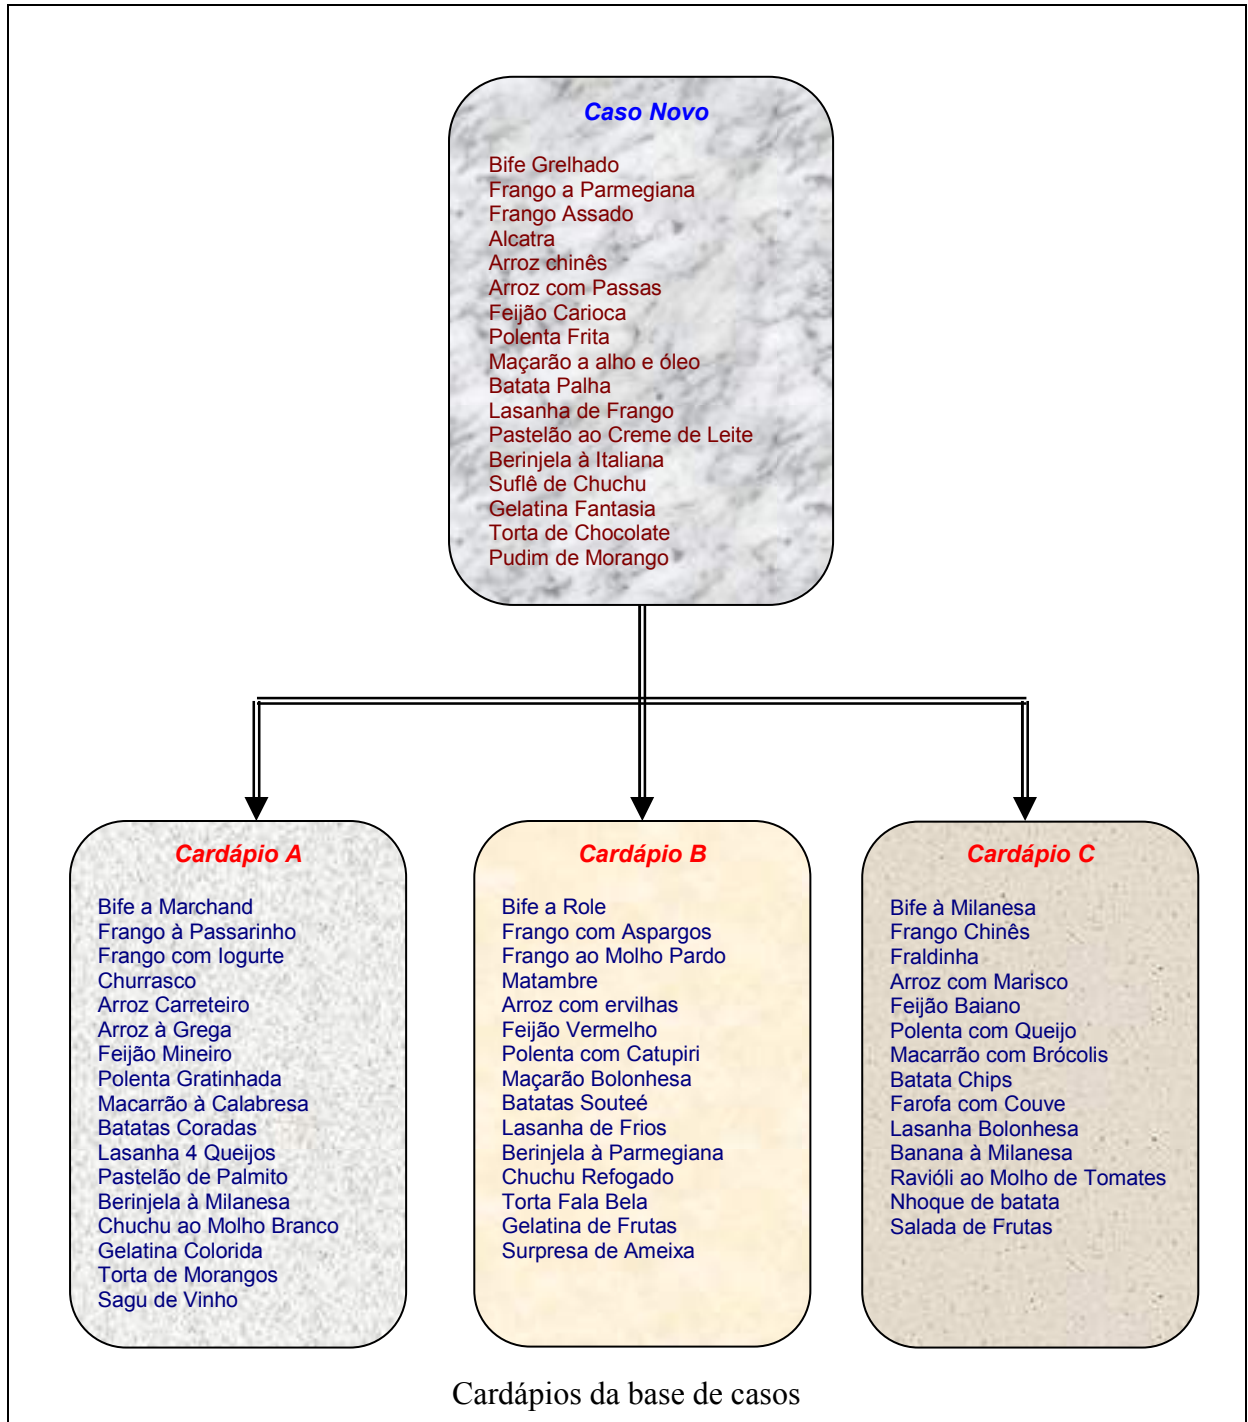 Caso Novo
Bife Grelhado
Frango a Parmegiana
Frango Assado
Alcatra
Arroz chinês
Arroz com Passas
Feijão Carioca
Polenta Frita
Maçarão a alho e óleo
Batata Palha
Lasanha de Frango
Pastelão ao Creme de Leite
Berinjela à Italiana
Suflê de Chuchu
Gelatina Fantasia
Torta de Chocolate
Pudim de Morango
Cardápio A
Bife a Marchand
Frango à Passarinho
Frango com Iogurte
Churrasco
Arroz Carreteiro
Arroz à Grega
Feijão Mineiro
Polenta Gratinhada
Macarrão à Calabresa
Batatas Coradas
Lasanha 4 Queijos
Pastelão de Palmito
Berinjela à Milanesa
Chuchu ao Molho Branco
Gelatina Colorida
Torta de Morangos
Sagu de Vinho
Cardápio B
Bife a Role
Frango com Aspargos
Frango ao Molho Pardo
Matambre
Arroz com ervilhas
Feijão Vermelho
Polenta com Catupiri
Maçarão Bolonhesa
Batatas Souteé
Lasanha de Frios
Berinjela à Parmegiana
Chuchu Refogado
Torta Fala Bela
Gelatina de Frutas
Surpresa de Ameixa
Cardápio C
Bife à Milanesa
Frango Chinês
Fraldinha
Arroz com Marisco
Feijão Baiano
Polenta com Queijo
Macarrão com Brócolis
Batata Chips
Farofa com Couve
Lasanha Bolonhesa
Banana à Milanesa
Ravióli ao Molho de Tomates
Nhoque de batata
Salada de Frutas
Cardápios da base de casos